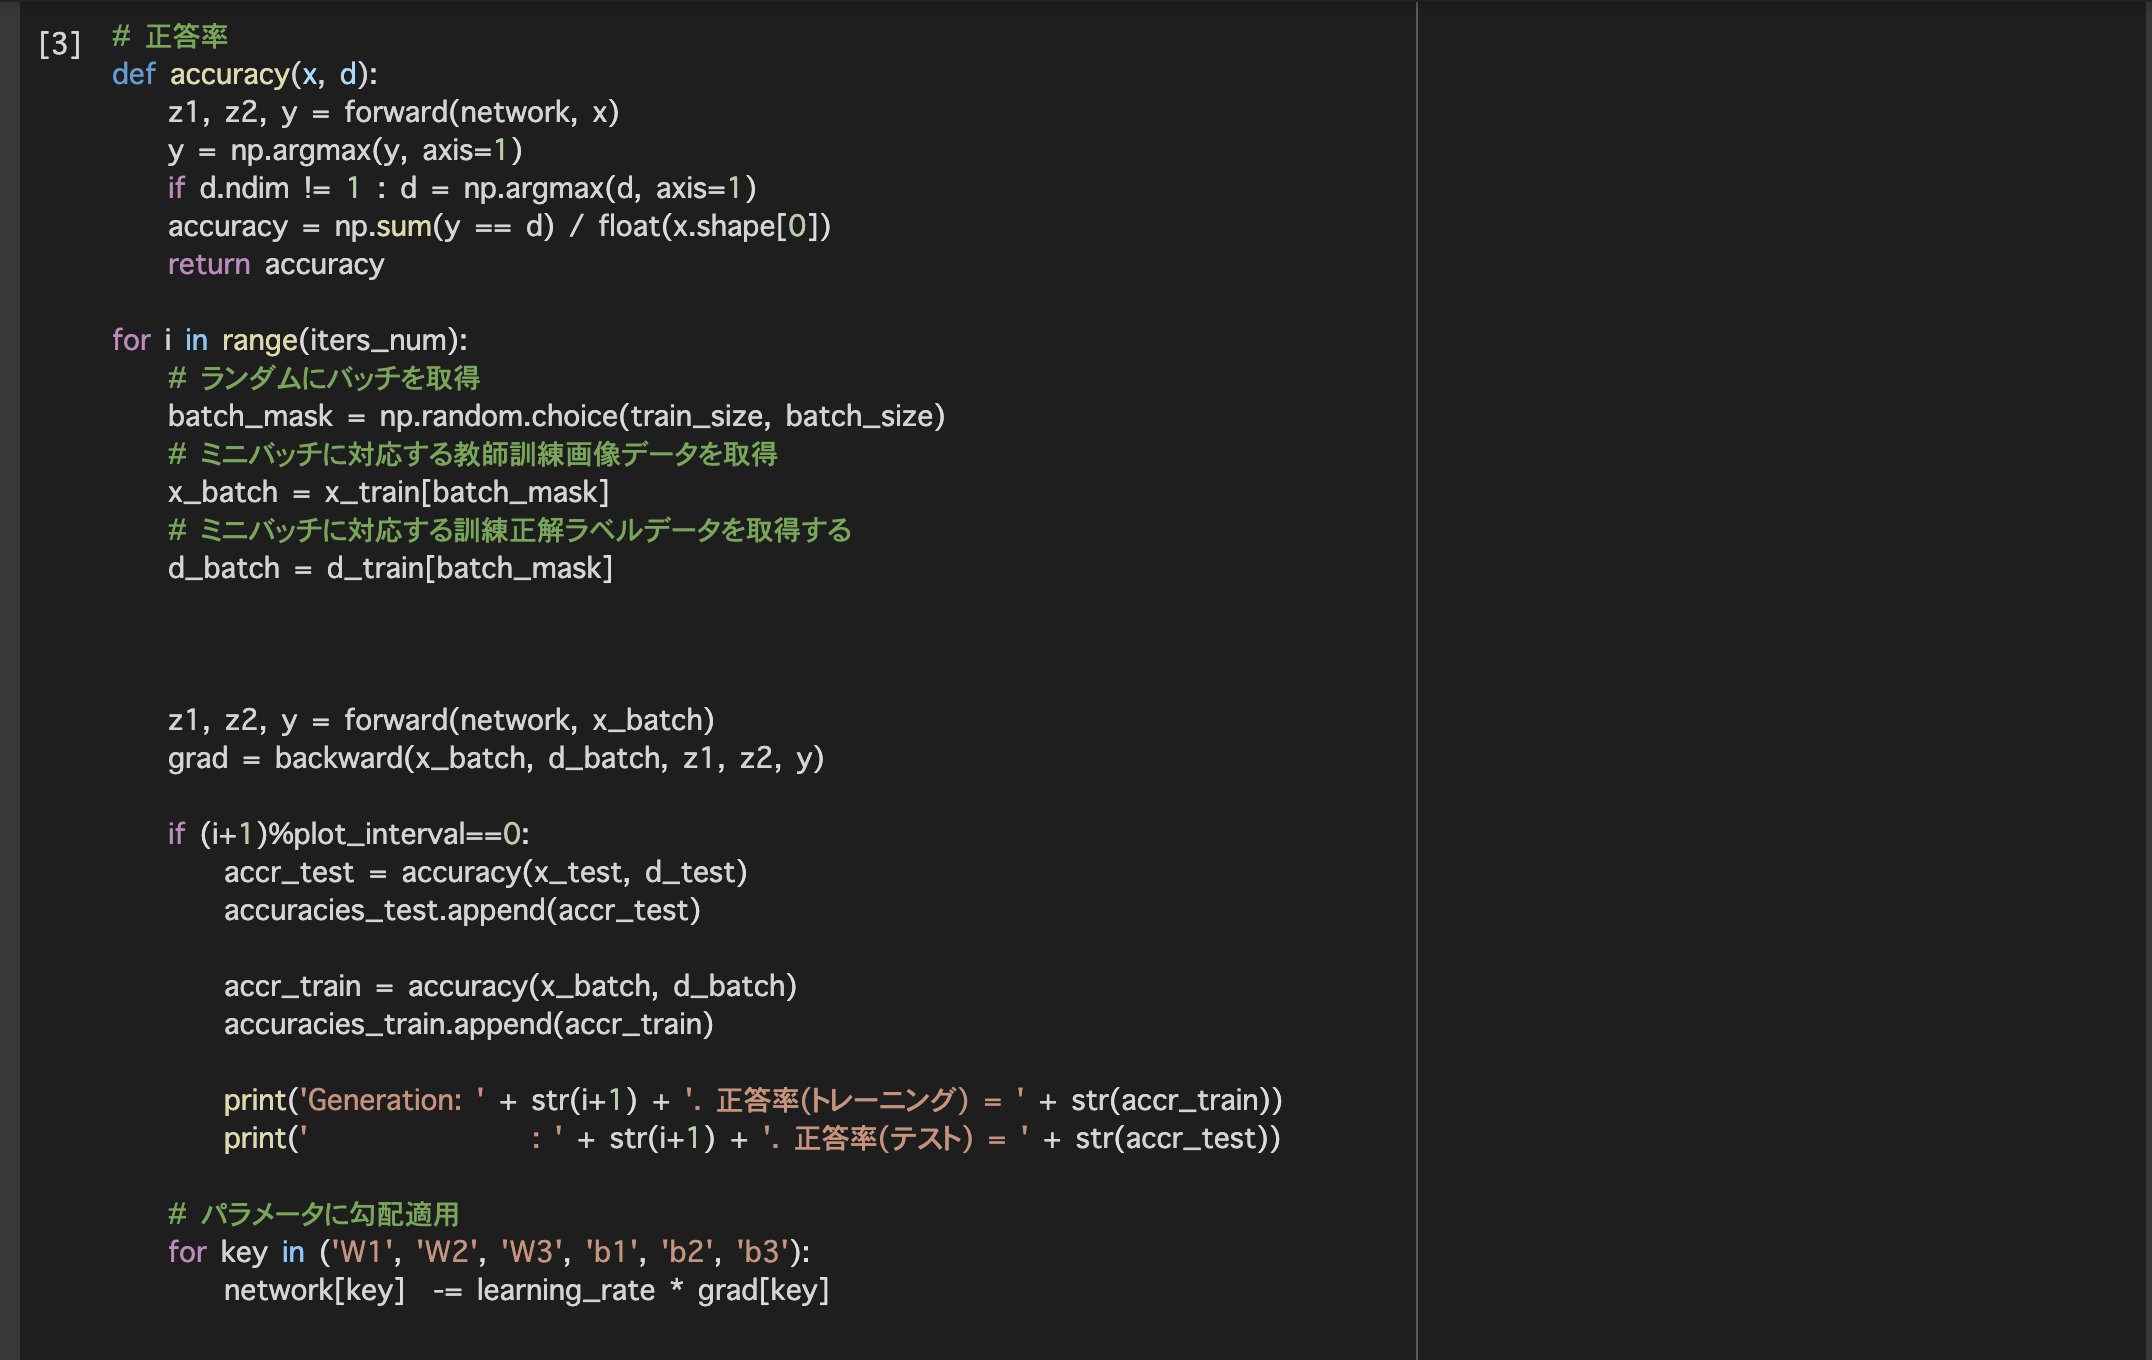 [3]
# 正答率
def accuracy(x, d):
    z1, z2, y = forward(network, x)
    y = np.argmax(y, axis=1)
    if d.ndim != 1 : d = np.argmax(d, axis=1)
    accuracy = np.sum(y == d) / float(x.shape[0])
    return accuracy

for i in range(iters_num):
    # ランダムにバッチを取得
    batch_mask = np.random.choice(train_size, batch_size)
    # ミニバッチに対応する教師訓練画像データを取得
    x_batch = x_train[batch_mask]
    # ミニバッチに対応する訓練正解ラベルデータを取得する
    d_batch = d_train[batch_mask]

    z1, z2, y = forward(network, x_batch)
    grad = backward(x_batch, d_batch, z1, z2, y)

    if (i+1)%plot_interval==0:
        accr_test = accuracy(x_test, d_test)
        accuracies_test.append(accr_test)

        accr_train = accuracy(x_batch, d_batch)
        accuracies_train.append(accr_train)

        print('Generation: ' + str(i+1) + '. 正答率(トレーニング) = ' + str(accr_train))
        print('                : ' + str(i+1) + '. 正答率(テスト) = ' + str(accr_test))

    # パラメータに勾配適用
    for key in ('W1', 'W2', 'W3', 'b1', 'b2', 'b3'):
        network[key]  -= learning_rate * grad[key]